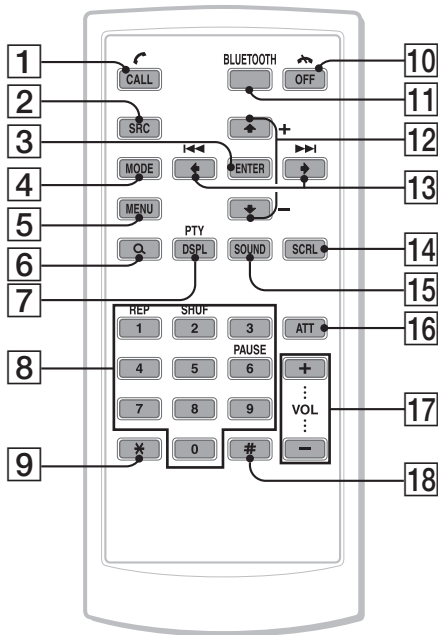 BLUETOOTH
1 CALL OFF 10
11
2 SRC + 12
3
4 MODE ENTER 13
5 MENU −
PTY
6 DSPL SOUND SCRL 14
7 15
REP SHUF
1 2 3 ATT 16
PAUSE
8 4 5 6 + 17
7 8 9 VOL
9 * 0 # − 18